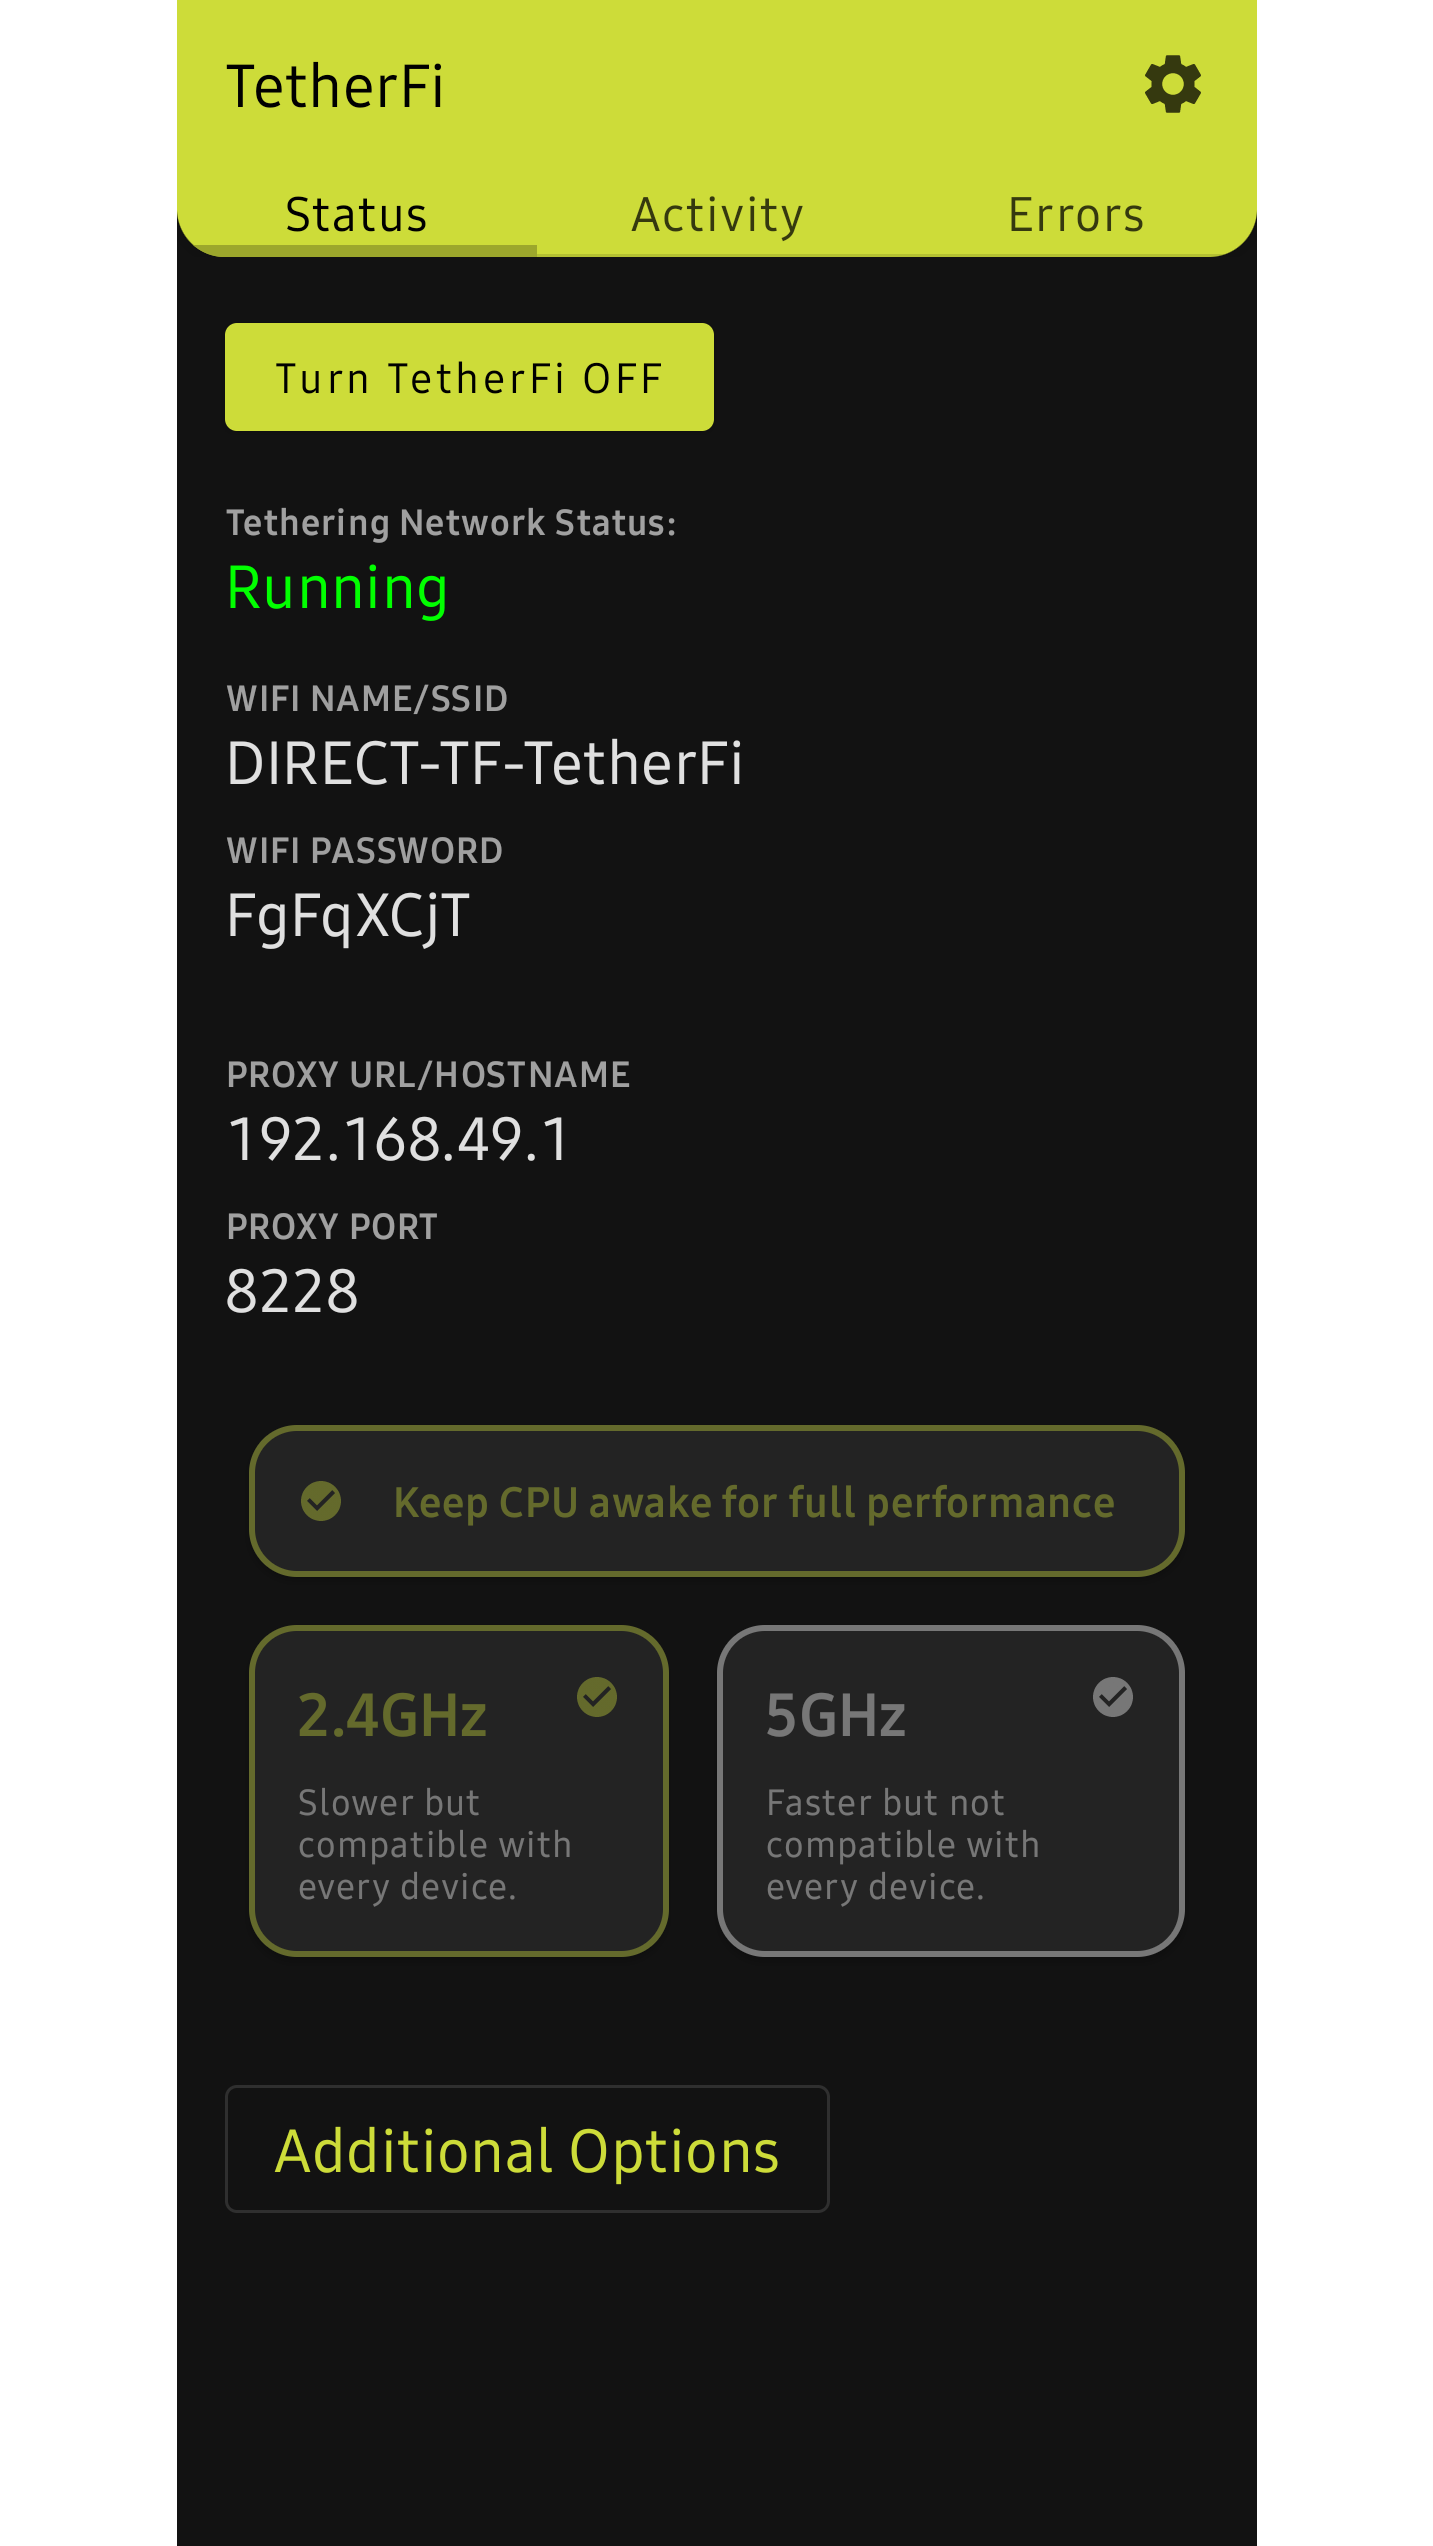 TetherFi
Status Activity Errors
Turn TetherFi OFF
Tethering Network Status:
Running
WIFI NAME/SSID
DIRECT-TF-TetherFi
WIFI PASSWORD
FgFqXCjT
PROXY URL/HOSTNAME
192.168.49.1
PROXY PORT
8228
Keep CPU awake for full performance
2.4GHz
Slower but
compatible with
every device.
5GHz
Faster but not
compatible with
every device.
Additional Options